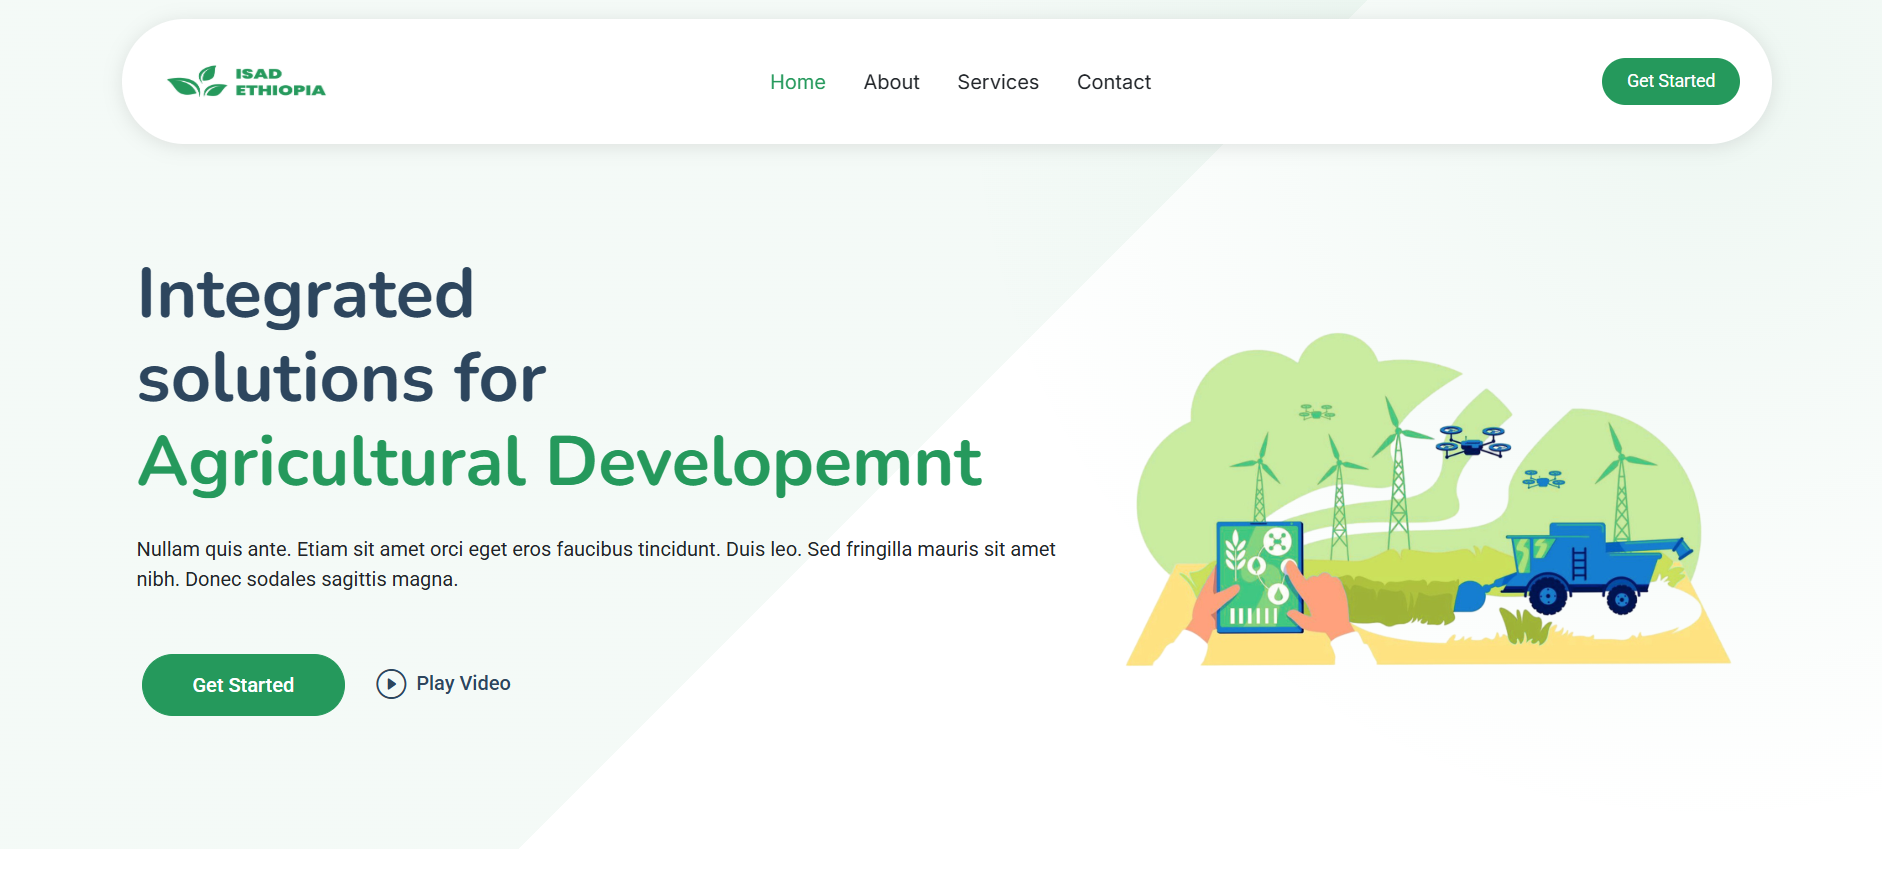 ISAD
ETHIOPIA
Home About Services Contact
Get Started
Integrated
solutions for
Agricultural Developemnt
Nullam quis ante. Etiam sit amet orci eget eros faucibus tincidunt. Duis leo. Sed fringilla mauris sit amet
nibh. Donec sodales sagittis magna.
Get Started
Play Video